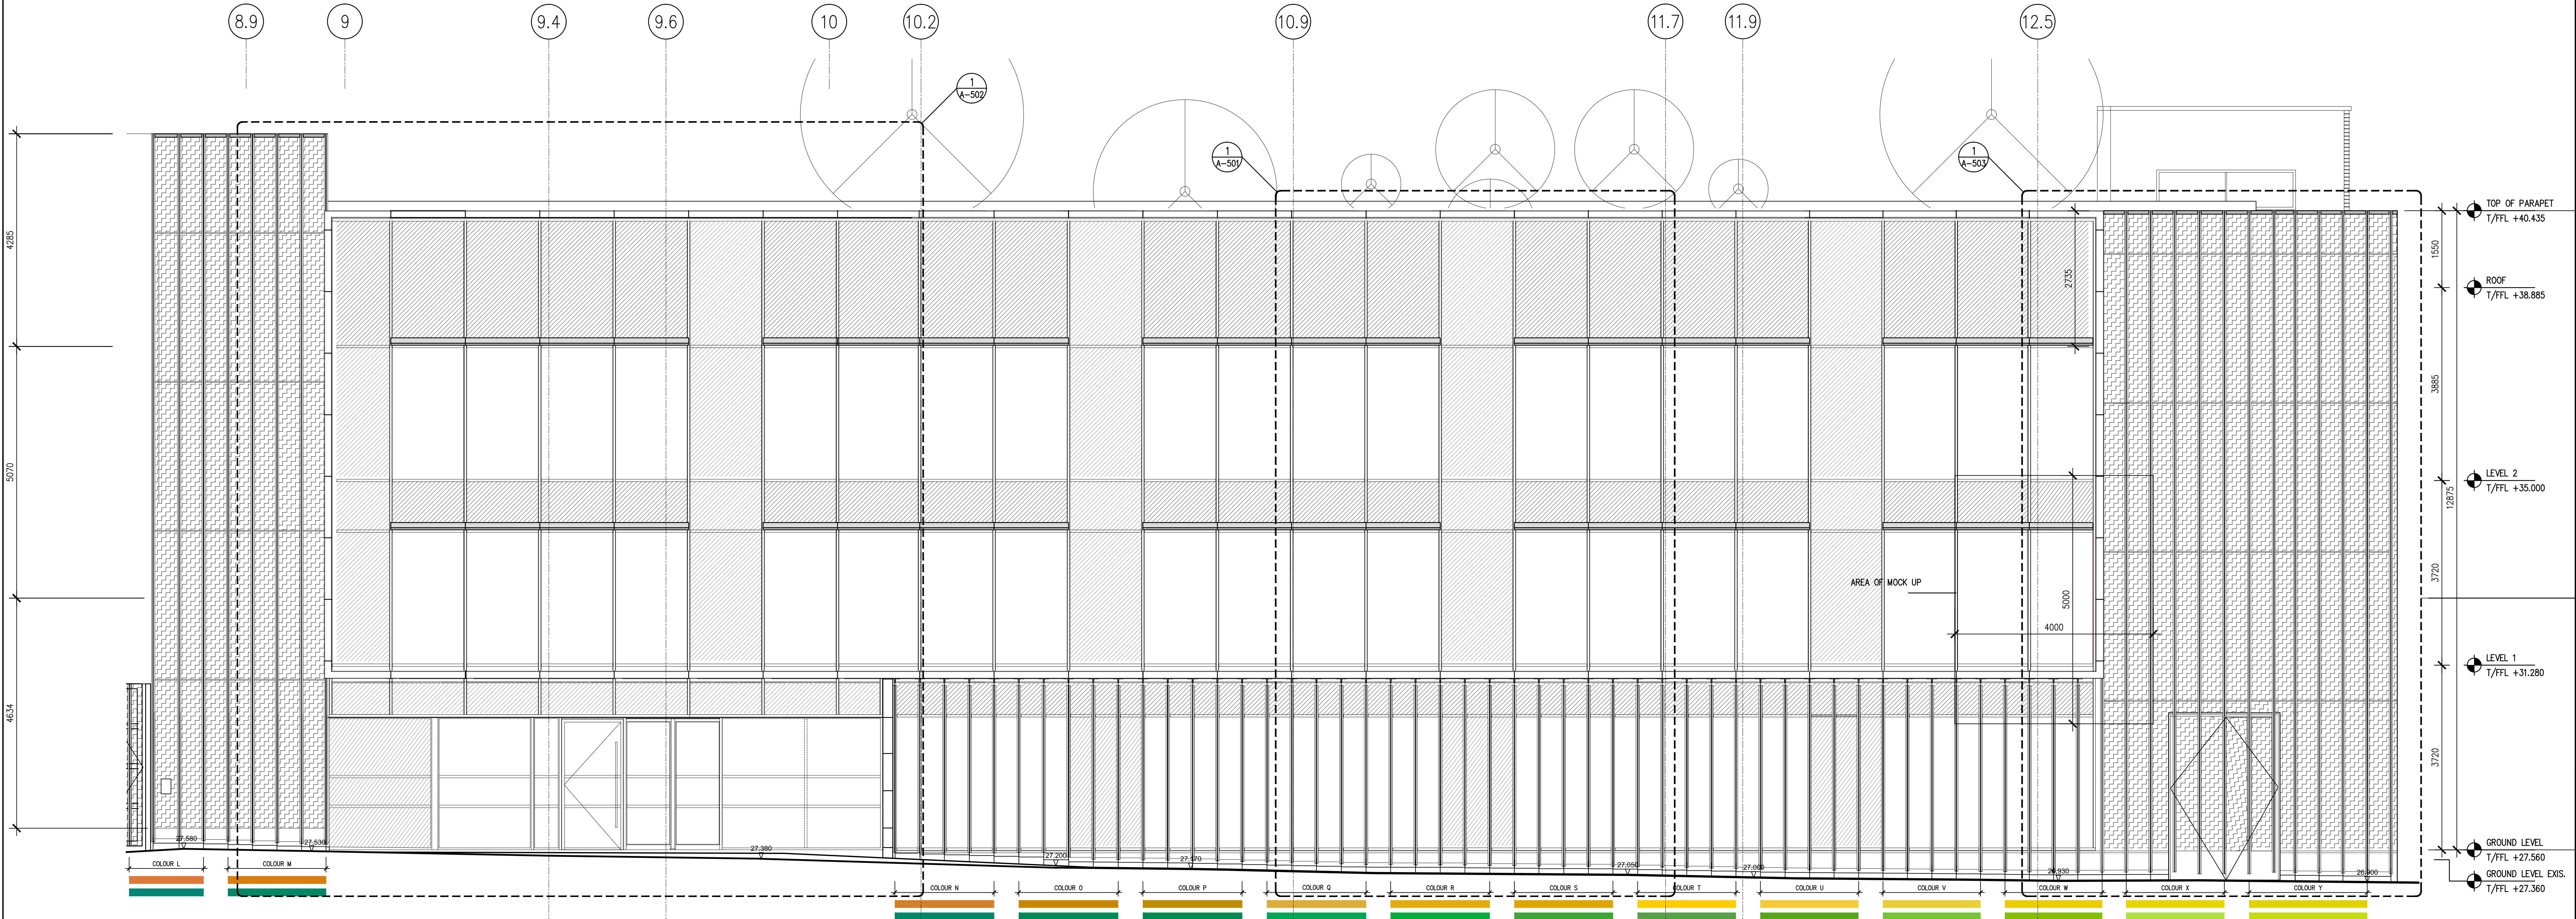 8.9
9
9.4
9.6
10
10.2
10.9
11.7
11.9
12.5
1
A-502
1
A-501
1
A-503
4285
5070
4634
2735
AREA OF MOCK UP
5000
4000
1550
3885
3720
3720
12875
TOP OF PARAPET
T/FFL +40.435
ROOF
T/FFL +38.885
LEVEL 2
T/FFL +35.000
LEVEL 1
T/FFL +31.280
GROUND LEVEL
T/FFL +27.560
GROUND LEVEL EXIS.
T/FFL +27.360
27.580
27.530
27.380
27.200
27.170
27.050
27.000
26.930
26.900
COLOUR L
COLOUR M
COLOUR N
COLOUR O
COLOUR P
COLOUR Q
COLOUR R
COLOUR S
COLOUR T
COLOUR U
COLOUR V
COLOUR W
COLOUR X
COLOUR Y